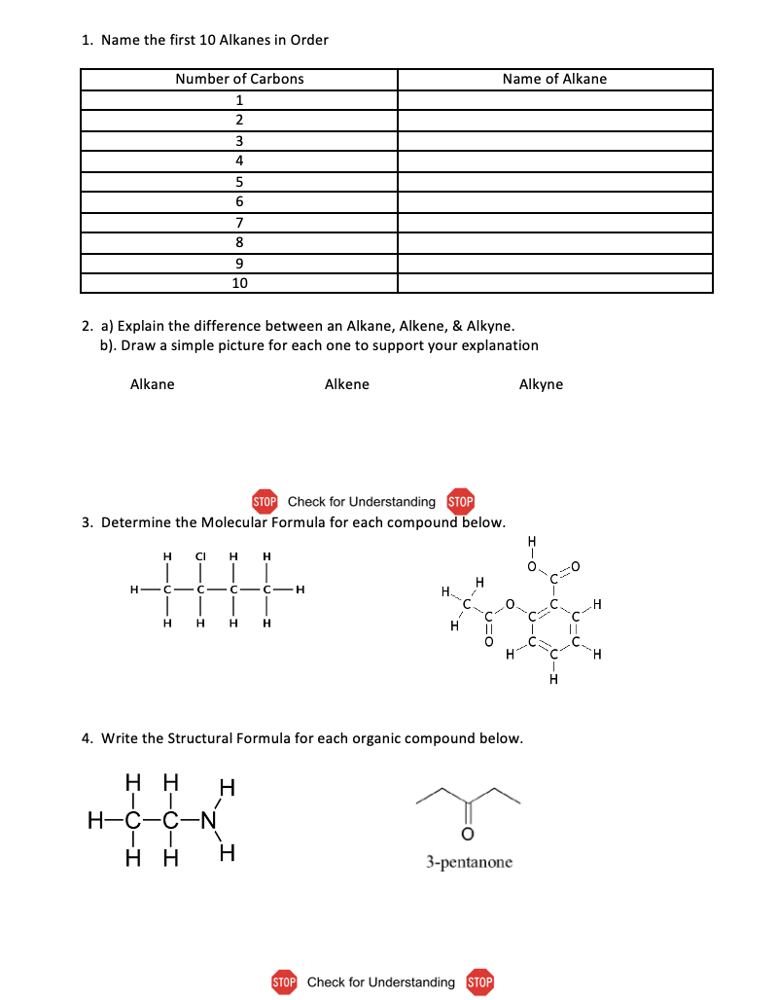 1. Name the first 10 Alkanes in Order
Number of Carbons Name of Alkane
1
2
3
4
5
6
7
8
9
10
2. a) Explain the difference between an Alkane, Alkene, & Alkyne.
b). Draw a simple picture for each one to support your explanation
Alkane Alkene Alkyne
STOP Check for Understanding STOP
3. Determine the Molecular Formula for each compound below.
H Cl H H
H C C C C H
H H H H
H
O O
C
H H
C O C C H
H C C C
O C C
H C H
H
4. Write the Structural Formula for each organic compound below.
H H H
H-C-C-N
H H H
O
3-pentanone
STOP Check for Understanding STOP